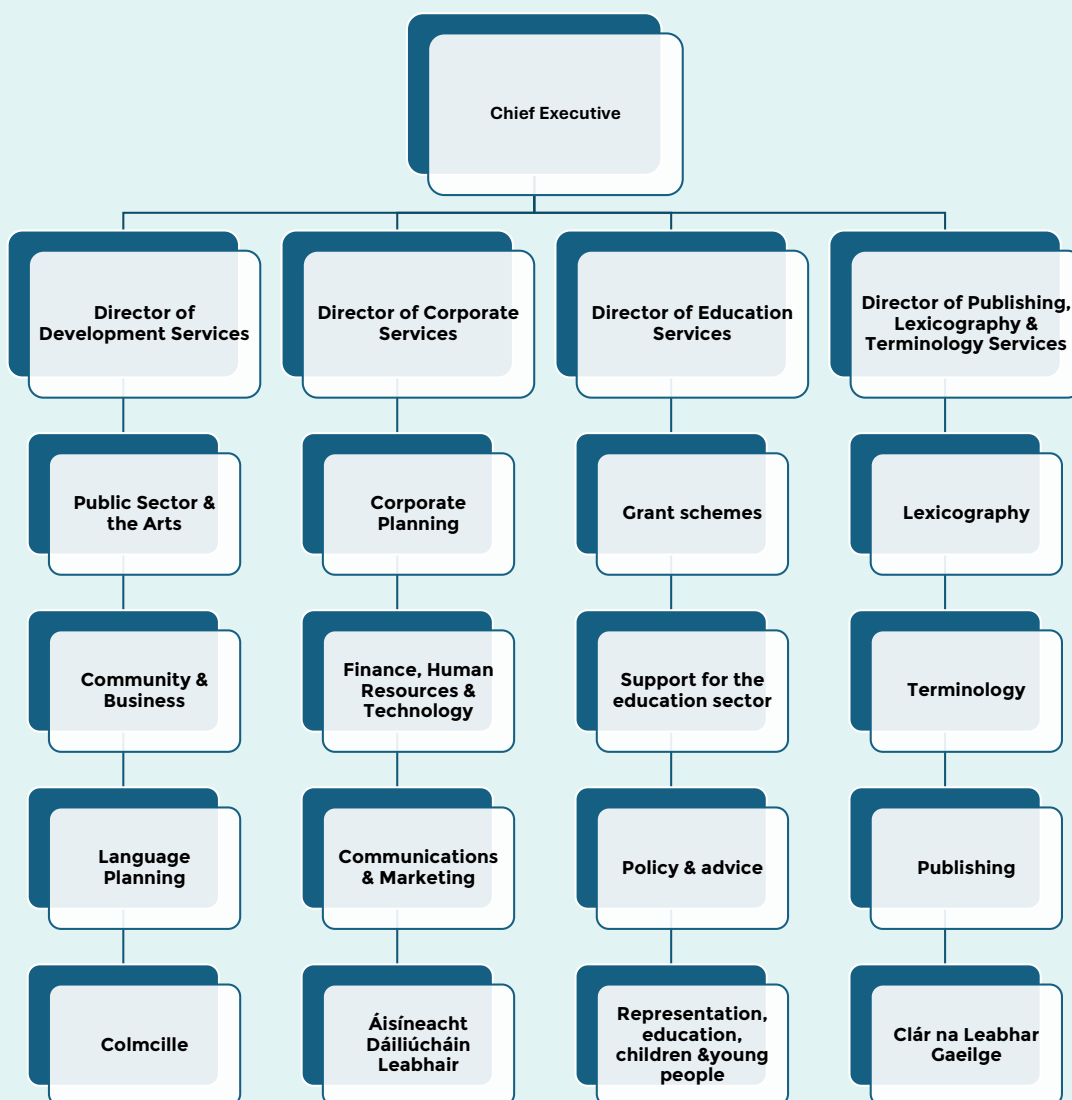 Chief Executive
Director of
Development Services
Director of Corporate
Services
Director of Education
Services
Director of Publishing,
Lexicography &
Terminology Services
Public Sector &
the Arts
Corporate
Planning
Grant schemes
Lexicography
Community &
Business
Finance, Human
Resources &
Technology
Support for the
education sector
Terminology
Language
Planning
Communications
& Marketing
Policy & advice
Publishing
Colmcille
Áisíneacht
Dáiliúcháin
Leabhair
Representation,
education,
children &young
people
Clár na Leabhar
Gaeilge